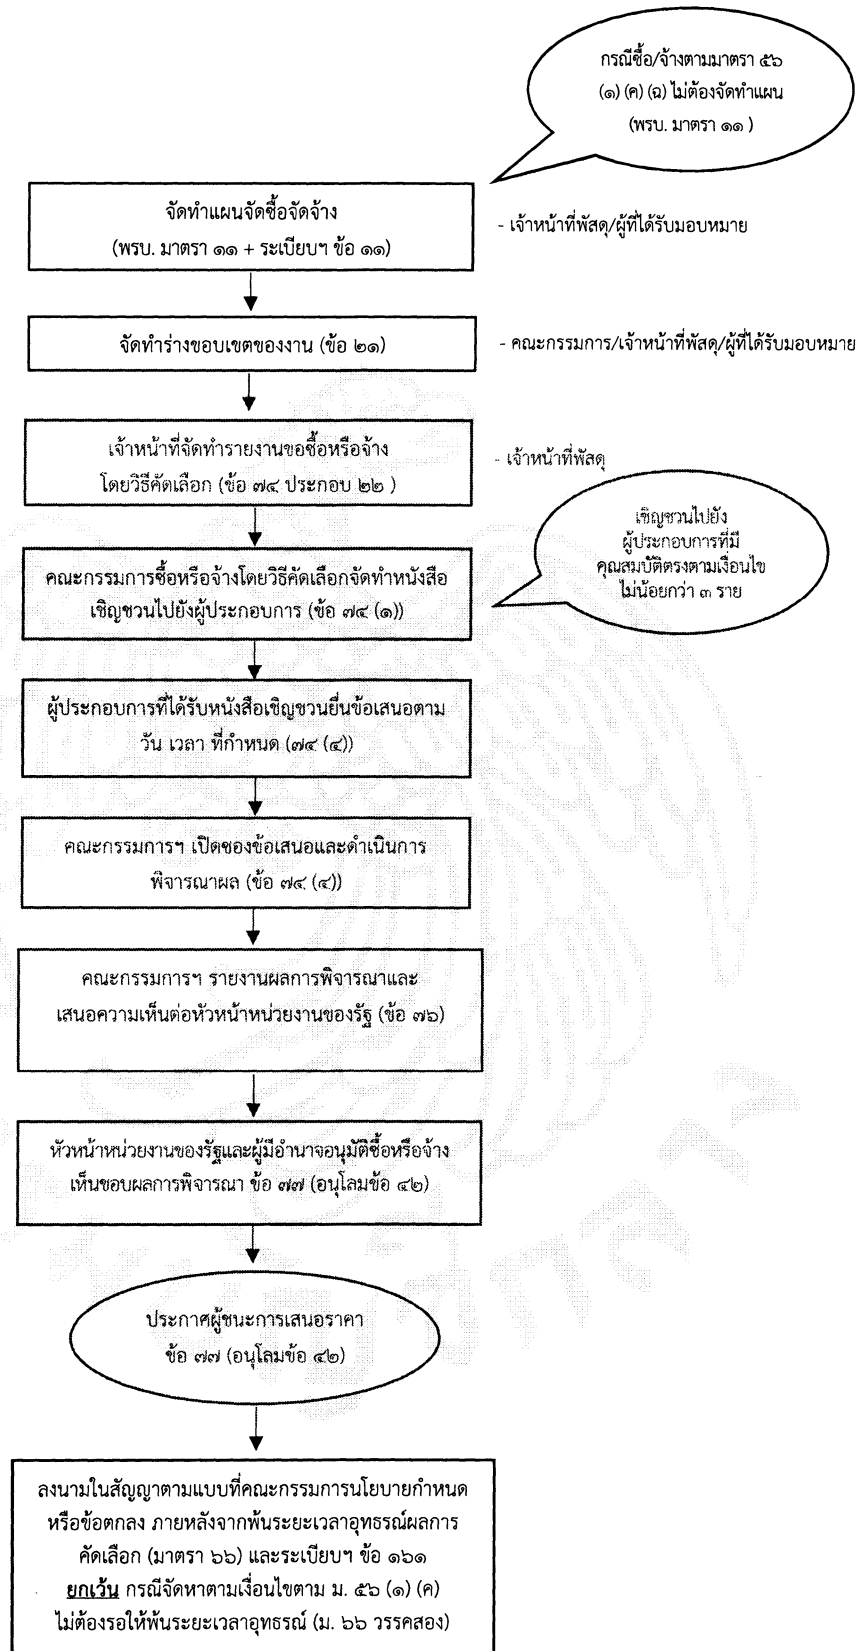 กรณีซื้อ/จ้างตามมาตรา ๕๖
(๑) (ค) (ฉ) ไม่ต้องจัดทำแผน
(พรบ. มาตรา ๑๑ )
จัดทำแผนจัดซื้อจัดจ้าง
(พรบ. มาตรา ๑๑ + ระเบียบฯ ข้อ ๑๑)
- เจ้าหน้าที่พัสดุ/ผู้ที่ได้รับมอบหมาย
จัดทำร่างขอบเขตของงาน (ข้อ ๒๑)
- คณะกรรมการ/เจ้าหน้าที่พัสดุ/ผู้ที่ได้รับมอบหมาย
เจ้าหน้าที่จัดทำรายงานขอซื้อหรือจ้าง
โดยวิธีคัดเลือก (ข้อ ๗๔ ประกอบ ๒๒ )
- เจ้าหน้าที่พัสดุ
เชิญชวนไปยัง
ผู้ประกอบการที่มี
คุณสมบัติตรงตามเงื่อนไข
ไม่น้อยกว่า ๓ ราย
คณะกรรมการซื้อหรือจ้างโดยวิธีคัดเลือกจัดทำหนังสือ
เชิญชวนไปยังผู้ประกอบการ (ข้อ ๗๔ (๑))
ผู้ประกอบการที่ได้รับหนังสือเชิญชวนยื่นข้อเสนอตาม
วัน เวลา ที่กำหนด (๗๔ (๔))
คณะกรรมการฯ เปิดซองข้อเสนอและดำเนินการ
พิจารณาผล (ข้อ ๗๔ (๔))
คณะกรรมการฯ รายงานผลการพิจารณาและ
เสนอความเห็นต่อหัวหน้าหน่วยงานของรัฐ (ข้อ ๗๖)
หัวหน้าหน่วยงานของรัฐและผู้มีอำนาจอนุมัติซื้อหรือจ้าง
เห็นชอบผลการพิจารณา ข้อ ๗๗ (อนุโลมข้อ ๔๒)
ประกาศผู้ชนะการเสนอราคา
ข้อ ๗๗ (อนุโลมข้อ ๔๒)
ลงนามในสัญญาตามแบบที่คณะกรรมการนโยบายกำหนด
หรือข้อตกลง ภายหลังจากพ้นระยะเวลาอุทธรณ์ผลการ
คัดเลือก (มาตรา ๖๖) และระเบียบฯ ข้อ ๑๖๑
ยกเว้น กรณีจัดหาตามเงื่อนไขตาม ม. ๕๖ (๑) (ค)
ไม่ต้องรอให้พ้นระยะเวลาอุทธรณ์ (ม. ๖๖ วรรคสอง)